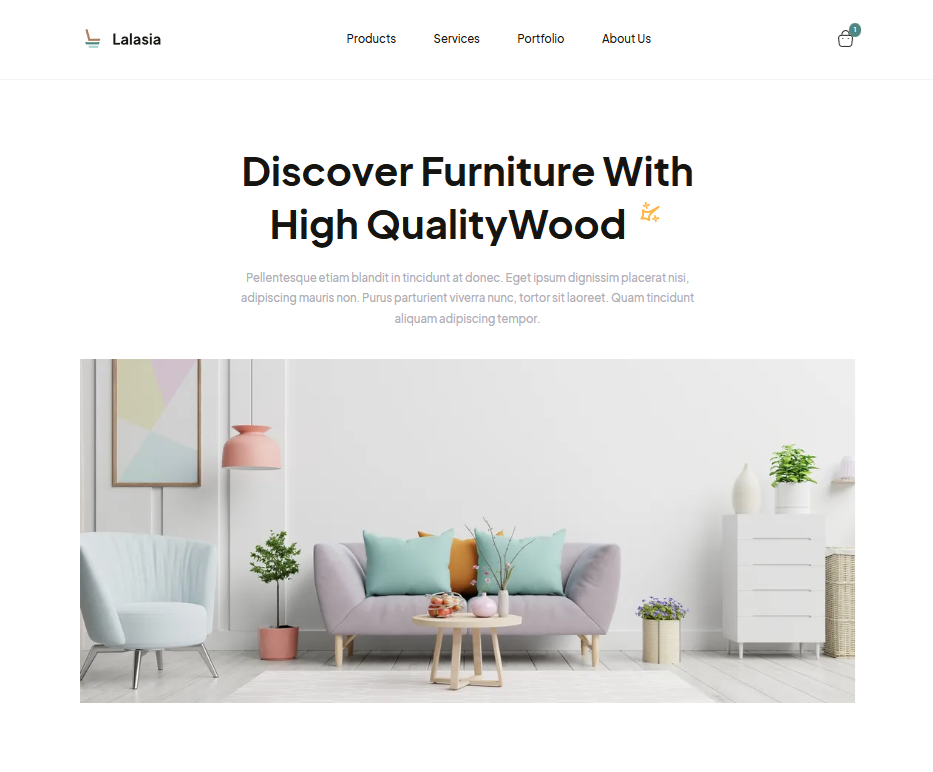 Lalasia
Products
Services
Portfolio
About Us
1
Discover Furniture With
High QualityWood
Pellentesque etiam blandit in tincidunt at donec. Eget ipsum dignissim placerat nisi,
adipiscing mauris non. Purus parturient viverra nunc, tortor sit laoreet. Quam tincidunt
aliquam adipiscing tempor.